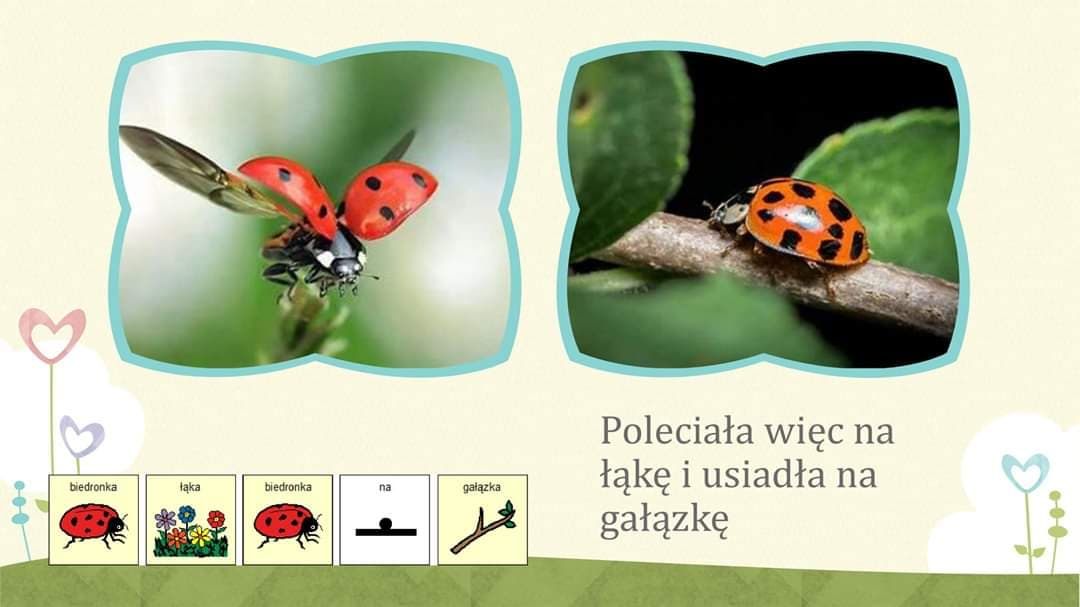 Poleciała więc na
łąkę i usiadła na
gałązkę
biedronka łąka biedronka na gałązka